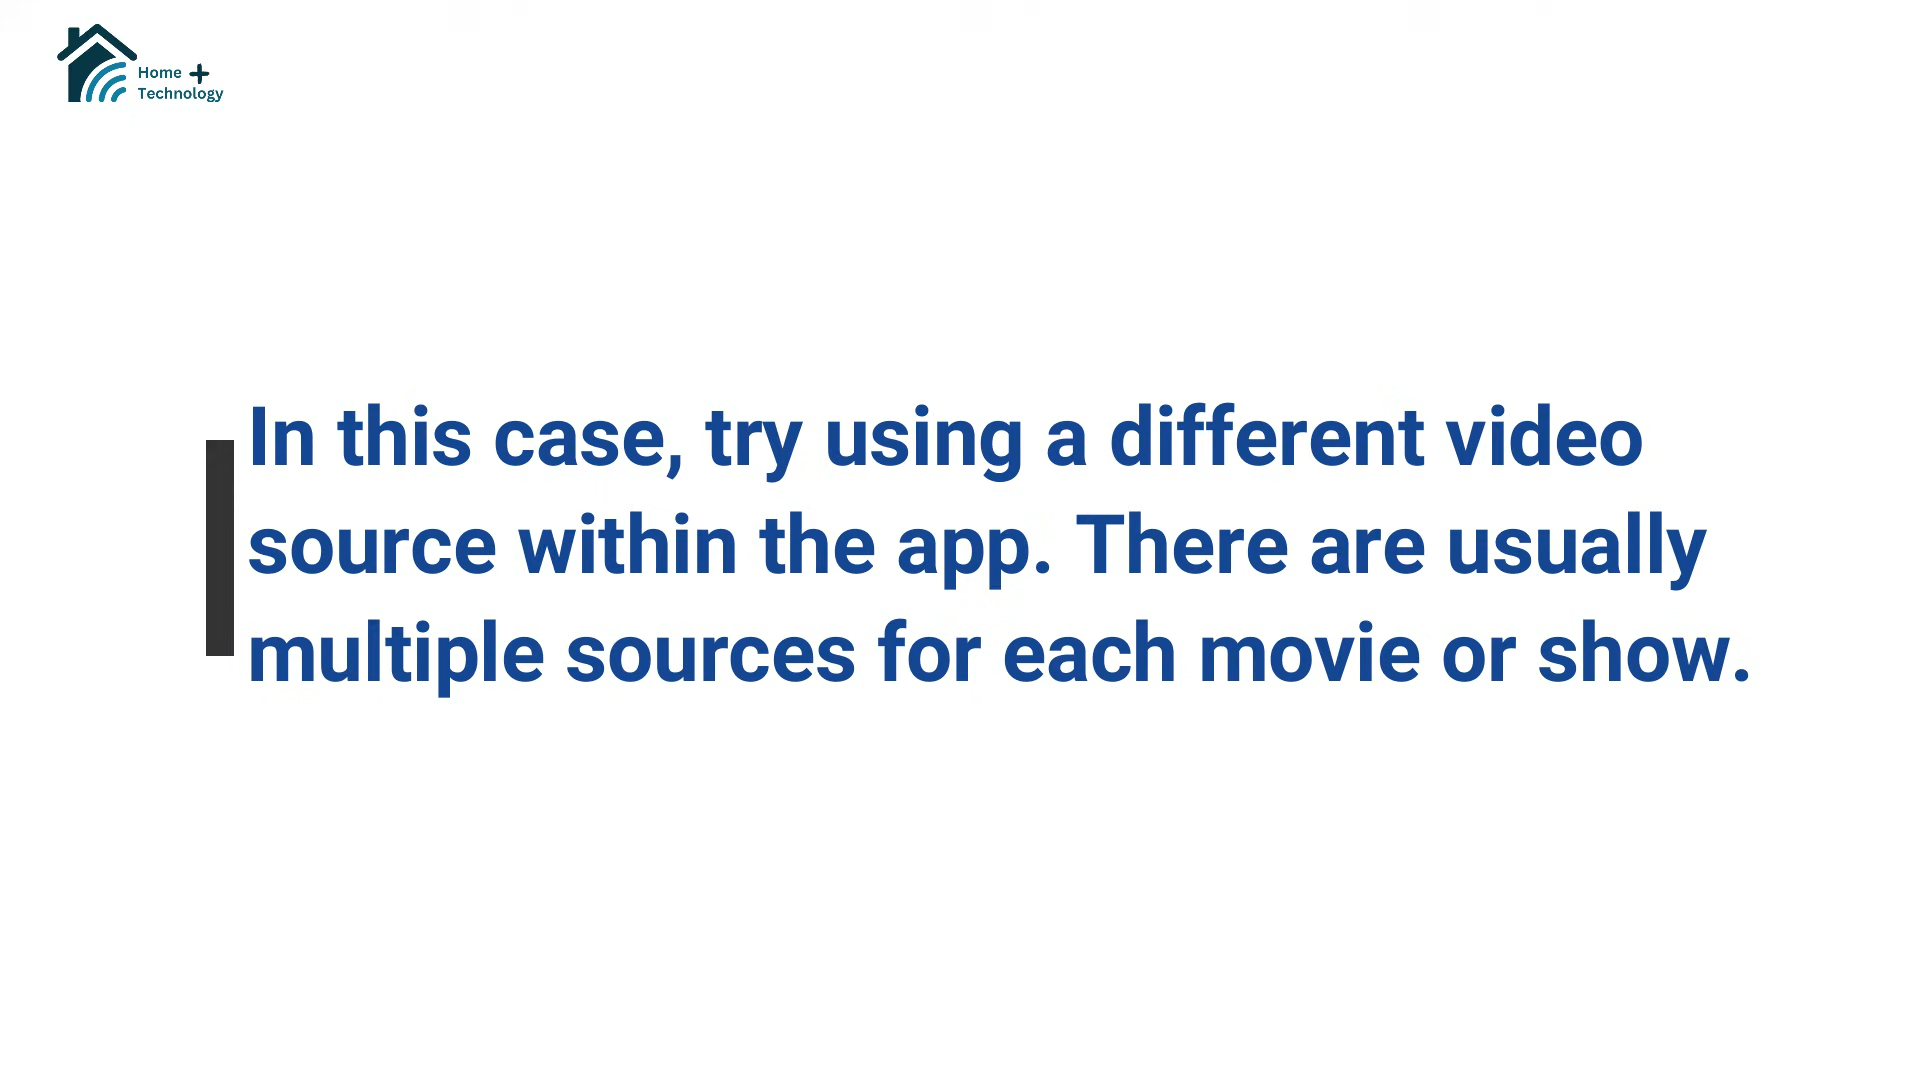 Home +
Technology
In this case, try using a different video
source within the app. There are usually
multiple sources for each movie or show.